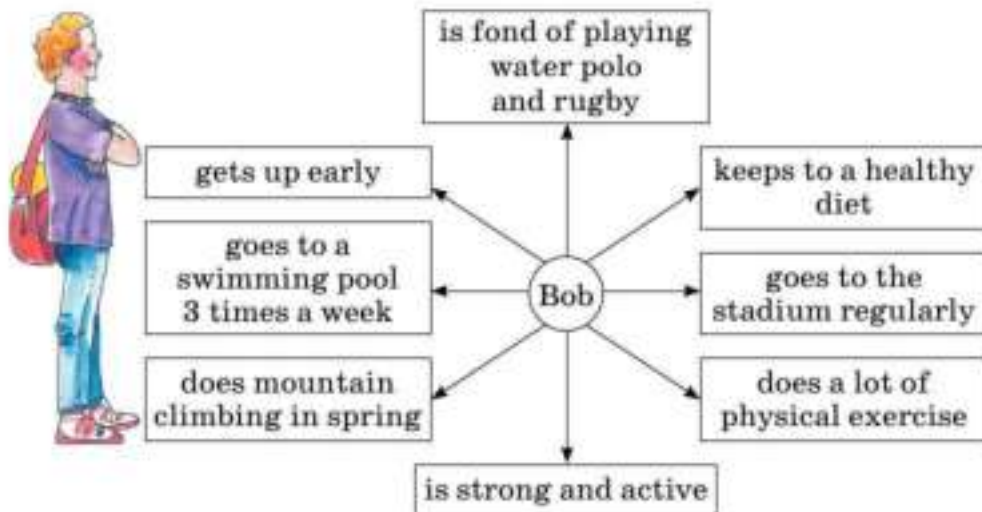 is fond of playing
water polo
and rugby
gets up early
keeps to a healthy
diet
goes to a
swimming pool
3 times a week
Bob
goes to the
stadium regularly
does mountain
climbing in spring
does a lot of
physical exercise
is strong and active